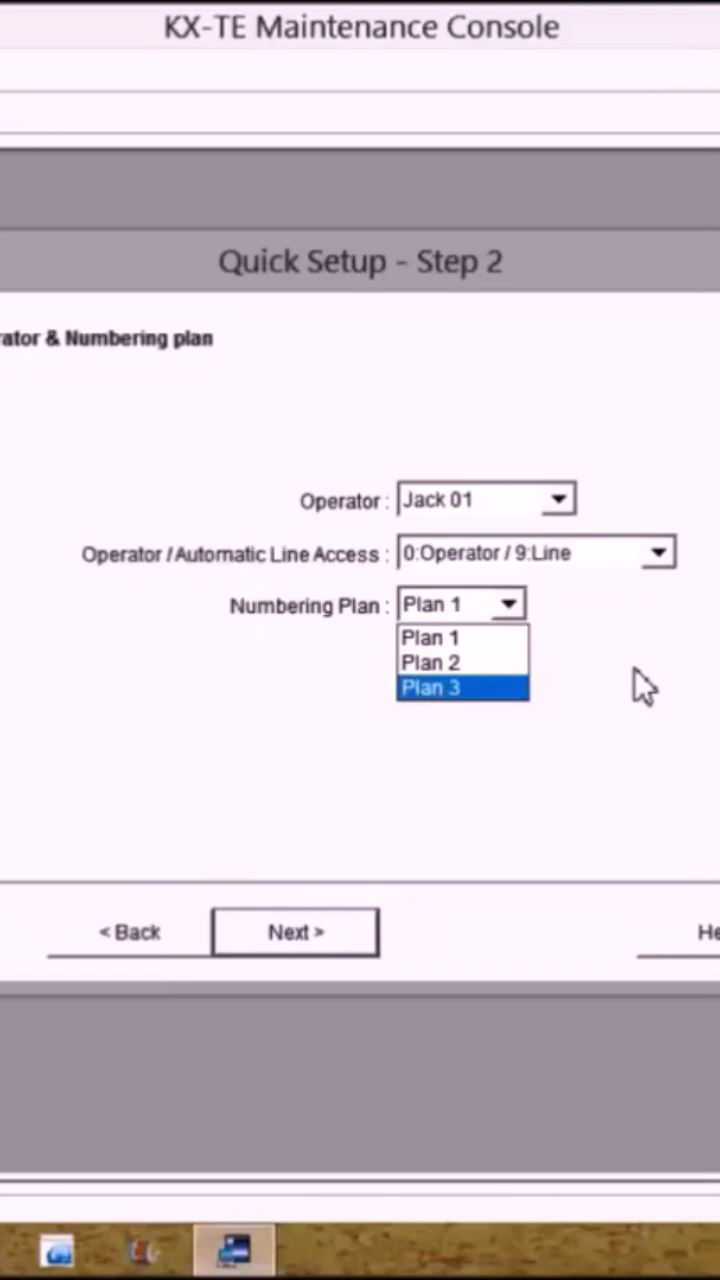 KX-TE Maintenance Console
Quick Setup - Step 2
rator & Numbering plan
Operator : Jack 01
Operator / Automatic Line Access : 0:Operator / 9:Line
Numbering Plan : Plan 1
Plan 1
Plan 2
Plan 3
< Back Next > He